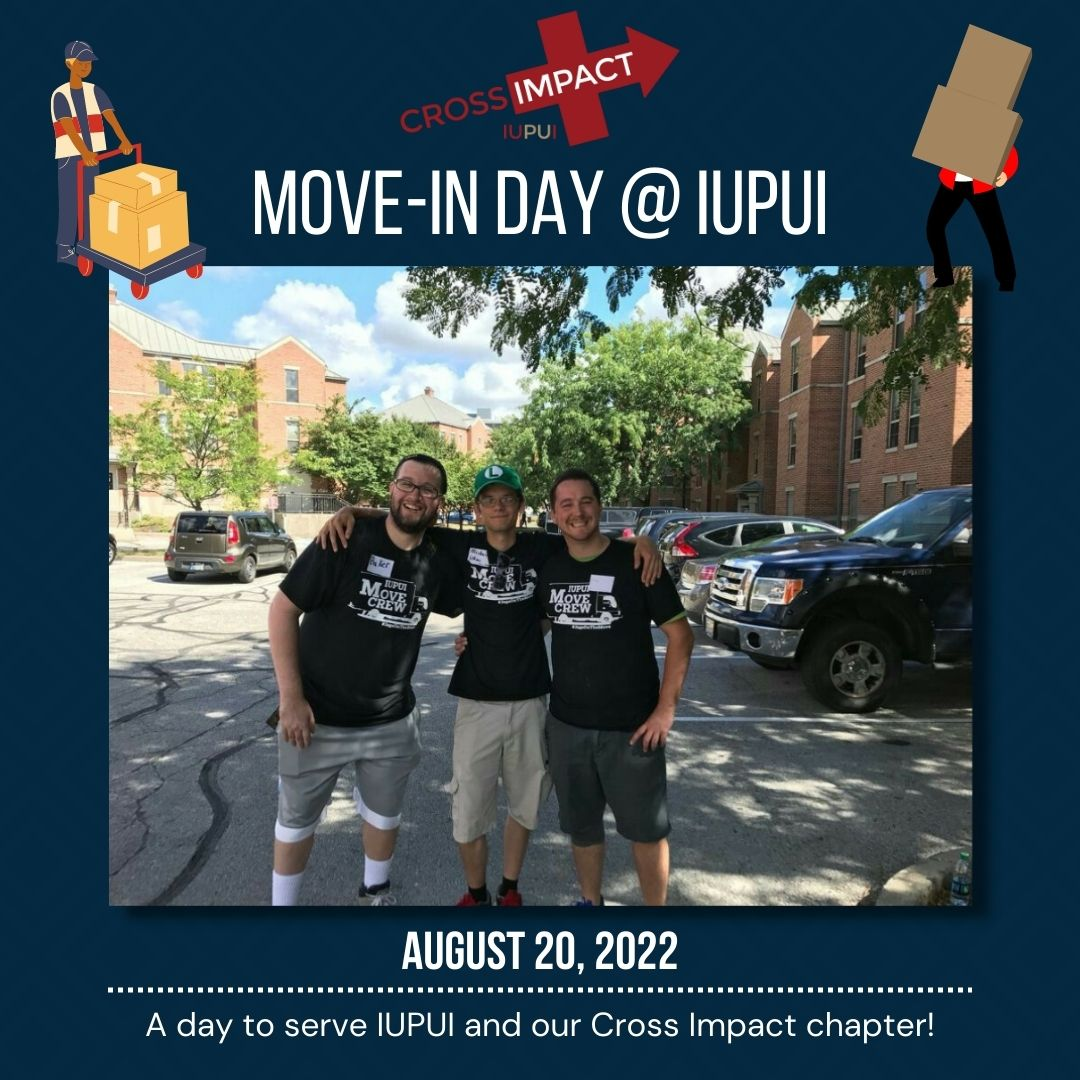 CROSS IMPACT
IUPUI
MOVE-IN DAY @ IUPUI
L
IUPUI
MOVE
CREW
IUPUI
MOVE
CREW
IUPUI
MOVE
CREW
AUGUST 20, 2022
A day to serve IUPUI and our Cross Impact chapter!